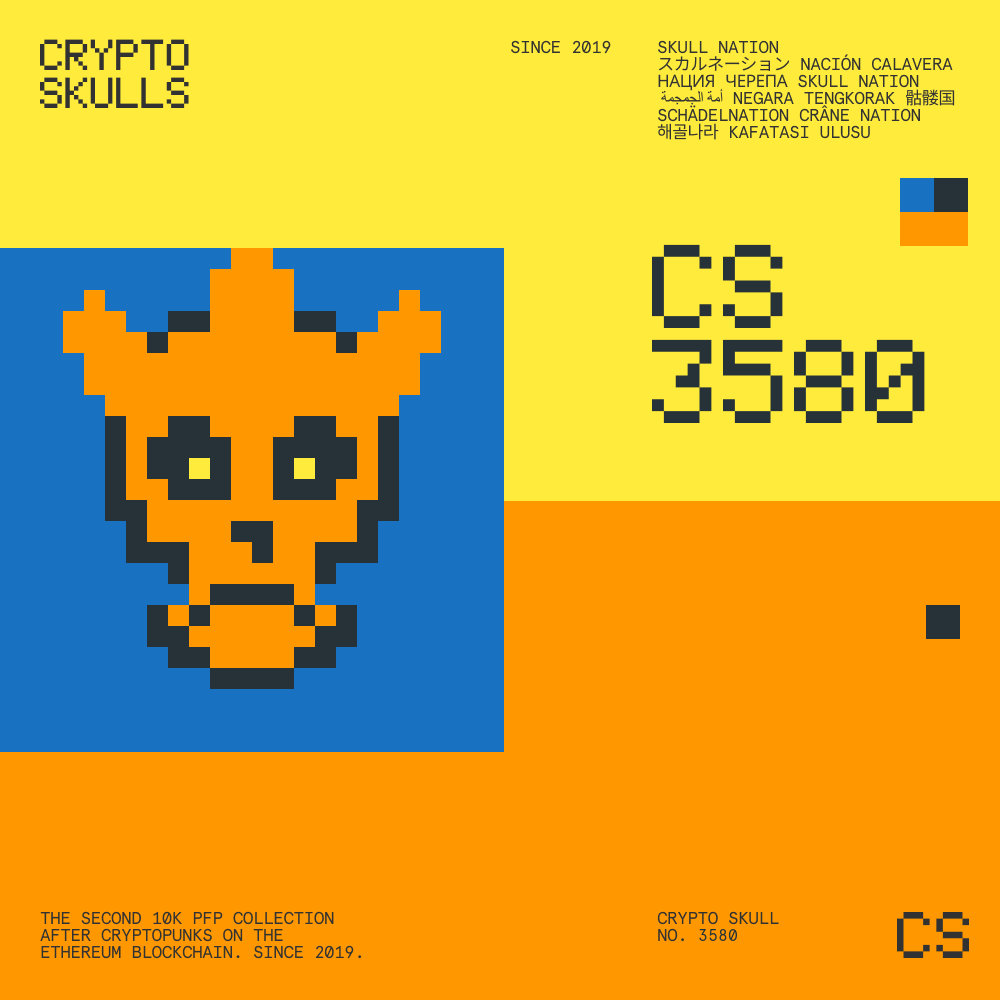 CRYPTO
SKULLS
SINCE 2019
SKULL NATION
スカルネーション NACIÓN CALAVERA
НАЦИЯ ЧЕРЕПА SKULL NATION
أمة الجمجمة NEGARA TENGKORAK 骷髅国
SCHÄDELNATION CRÂNE NATION
해골나라 KAFATASI ULUSU
CS
3580
THE SECOND 10K PFP COLLECTION
AFTER CRYPTOPUNKS ON THE
ETHEREUM BLOCKCHAIN. SINCE 2019.
CRYPTO SKULL
NO. 3580
CS